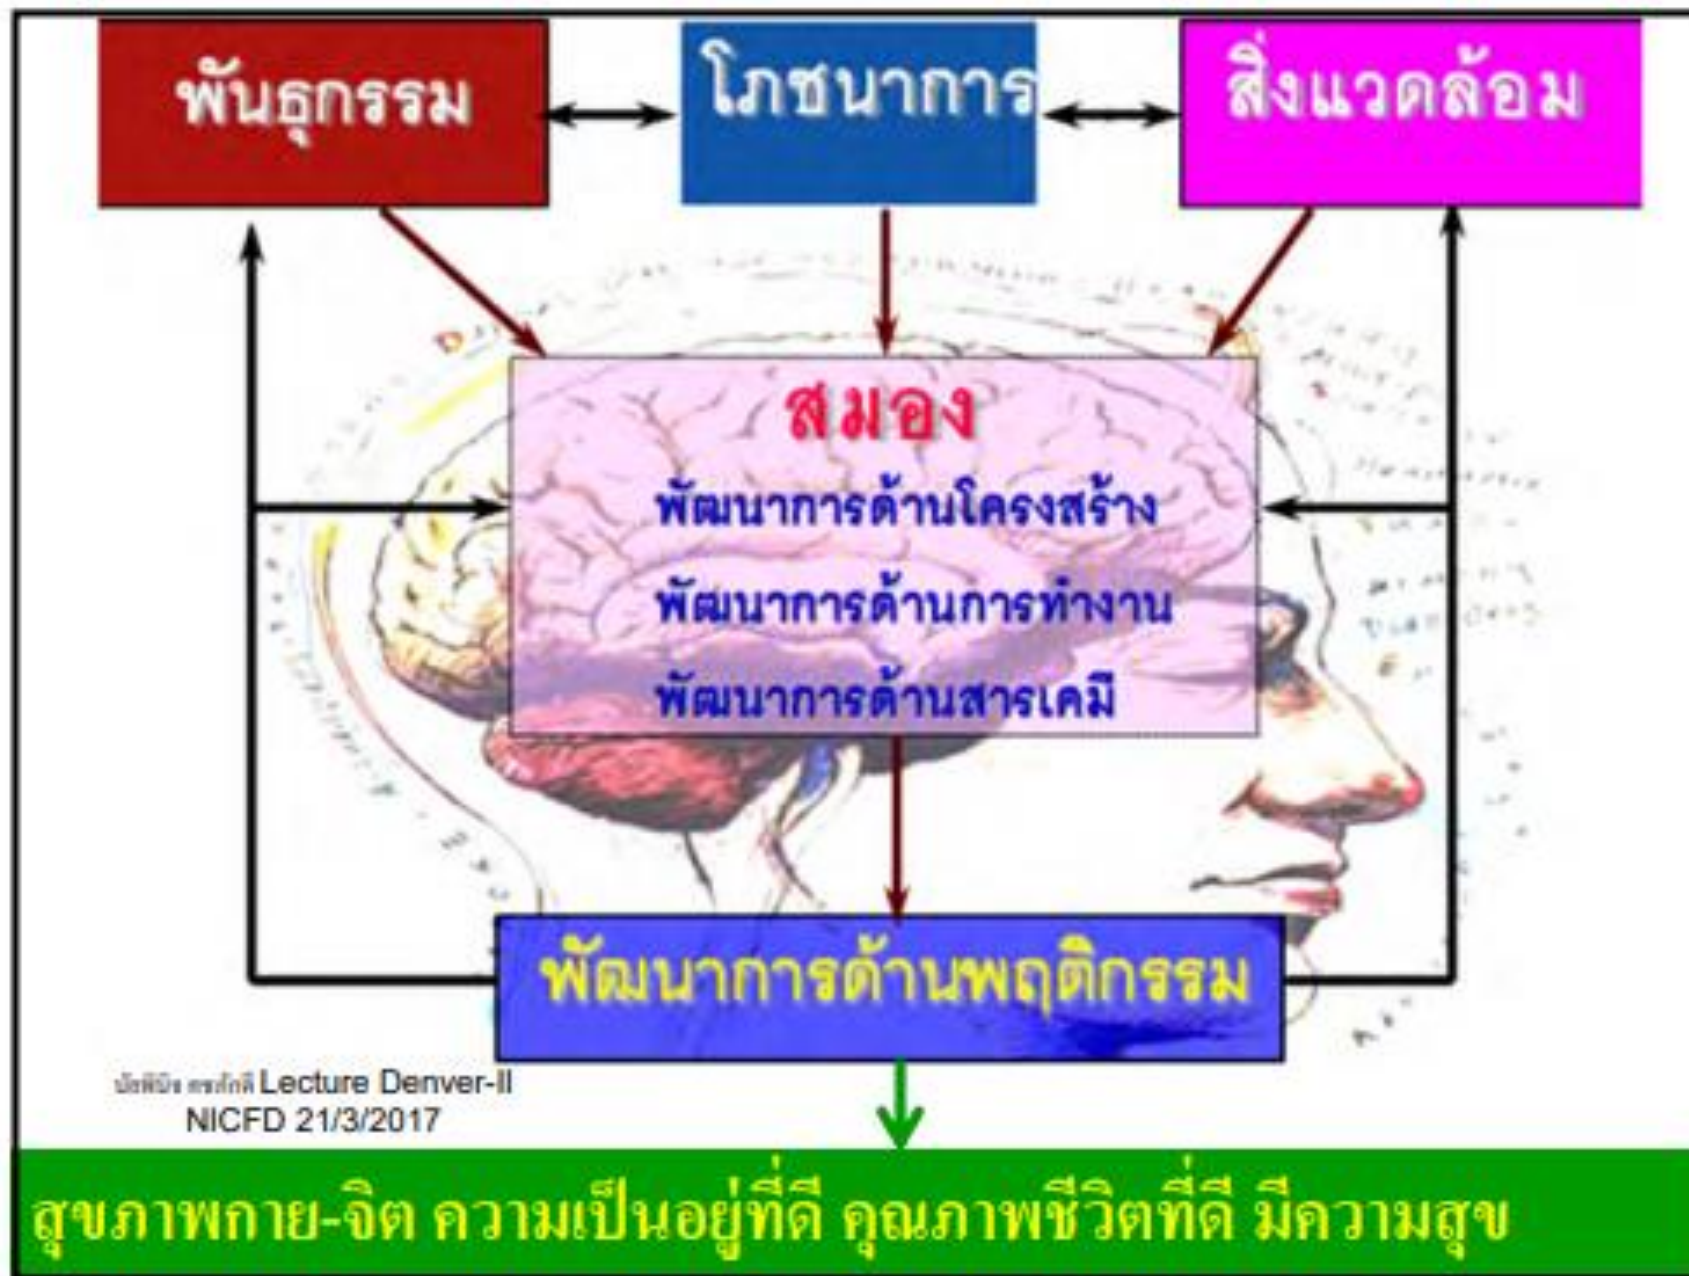 พันธุกรรม
โภชนาการ
สิ่งแวดล้อม
สมอง
พัฒนาการด้านโครงสร้าง
พัฒนาการด้านการทำงาน
พัฒนาการด้านสารเคมี
พัฒนาการด้านพฤติกรรม
Lecture Denver-II
NICFD 21/3/2017
สุขภาพกาย-จิต ความเป็นอยู่ที่ดี คุณภาพชีวิตที่ดี มีความสุข